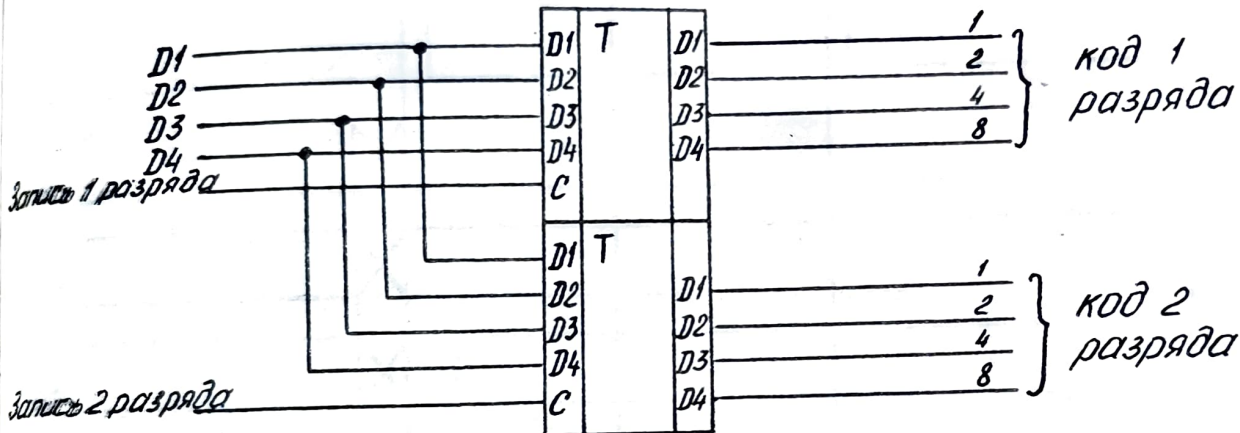 D1
D2
D3
D4
Запись 1 разряда
Запись 2 разряда
D1 T D1
D2 D2
D3 D3
D4 D4
C
D1 T
D2 D1
D3 D2
D4 D3
C D4
1
2
4
8
код 1
разряда
1
2
4
8
код 2
разряда